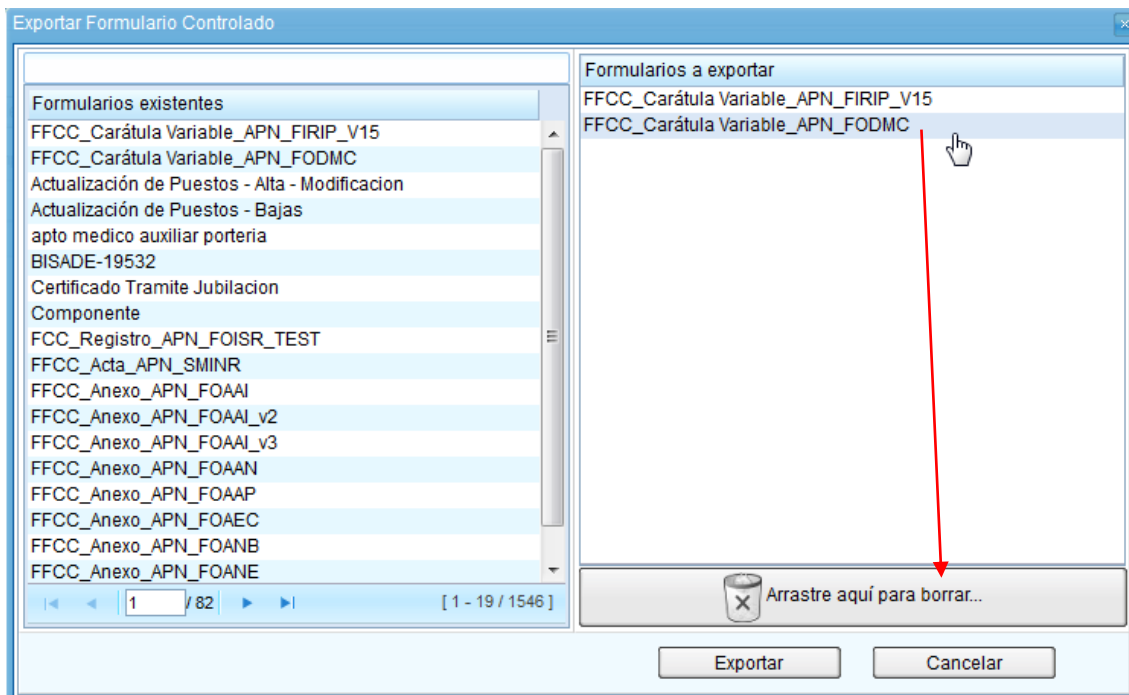 Exportar Formulario Controlado
Formularios existentes
FFCC_Carátula Variable_APN_FIRIP_V15
FFCC_Carátula Variable_APN_FODMC
Actualización de Puestos - Alta - Modificacion
Actualización de Puestos - Bajas
apto medico auxiliar porteria
BISADE-19532
Certificado Tramite Jubilacion
Componente
FCC_Registro_APN_FOISR_TEST
FFCC_Acta_APN_SMINR
FFCC_Anexo_APN_FOAAI
FFCC_Anexo_APN_FOAAI_v2
FFCC_Anexo_APN_FOAAI_v3
FFCC_Anexo_APN_FOAAN
FFCC_Anexo_APN_FOAAP
FFCC_Anexo_APN_FOAEC
FFCC_Anexo_APN_FOANB
FFCC_Anexo_APN_FOANE
1 / 82 [ 1 - 19 / 1546 ]
Formularios a exportar
FFCC_Carátula Variable_APN_FIRIP_V15
FFCC_Carátula Variable_APN_FODMC
Arrastre aquí para borrar...
Exportar Cancelar